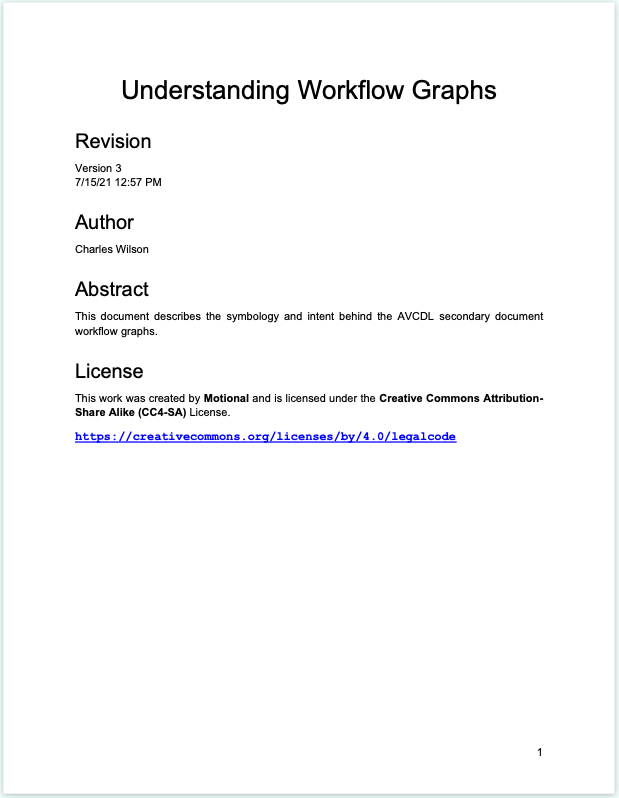 Understanding Workflow Graphs
Revision
Version 3
7/15/21 12:57 PM
Author
Charles Wilson
Abstract
This document describes the symbology and intent behind the AVCDL secondary document
workflow graphs.
License
This work was created by Motional and is licensed under the Creative Commons Attribution-
Share Alike (CC4-SA) License.
https://creativecommons.org/licenses/by/4.0/legalcode
1